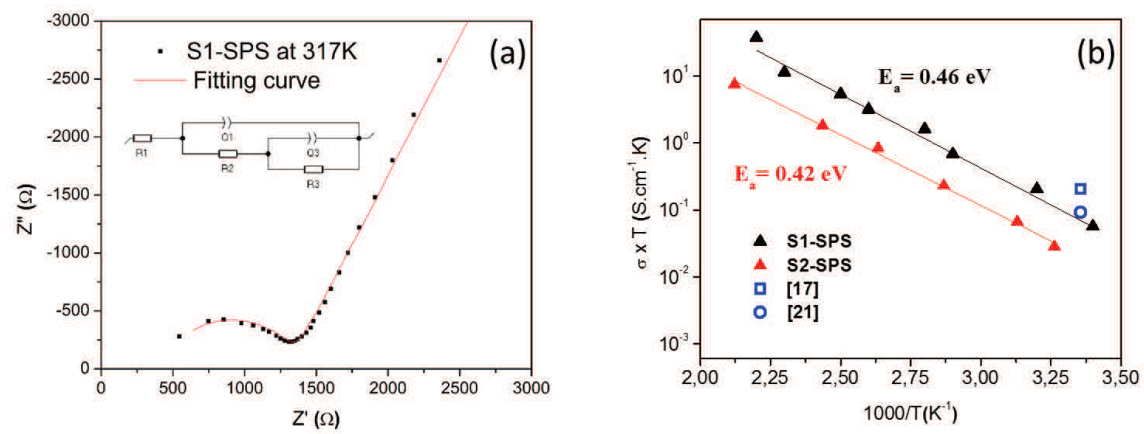 (a)
S1-SPS at 317K
Fitting curve
R1
Q1
R2
Q3
R3
-3000
-2500
-2000
-1500
-1000
-500
0
Z'' (Ω)
0 500 1000 1500 2000 2500 3000
Z' (Ω)
(b)
Eₐ= 0.46 eV
Eₐ= 0.42 eV
S1-SPS
S2-SPS
[17]
[21]
10¹
10⁰
10⁻¹
10⁻²
10⁻³
σ x T (S.cm⁻¹.K)
2,00 2,25 2,50 2,75 3,00 3,25 3,50
1000/T(K⁻¹)